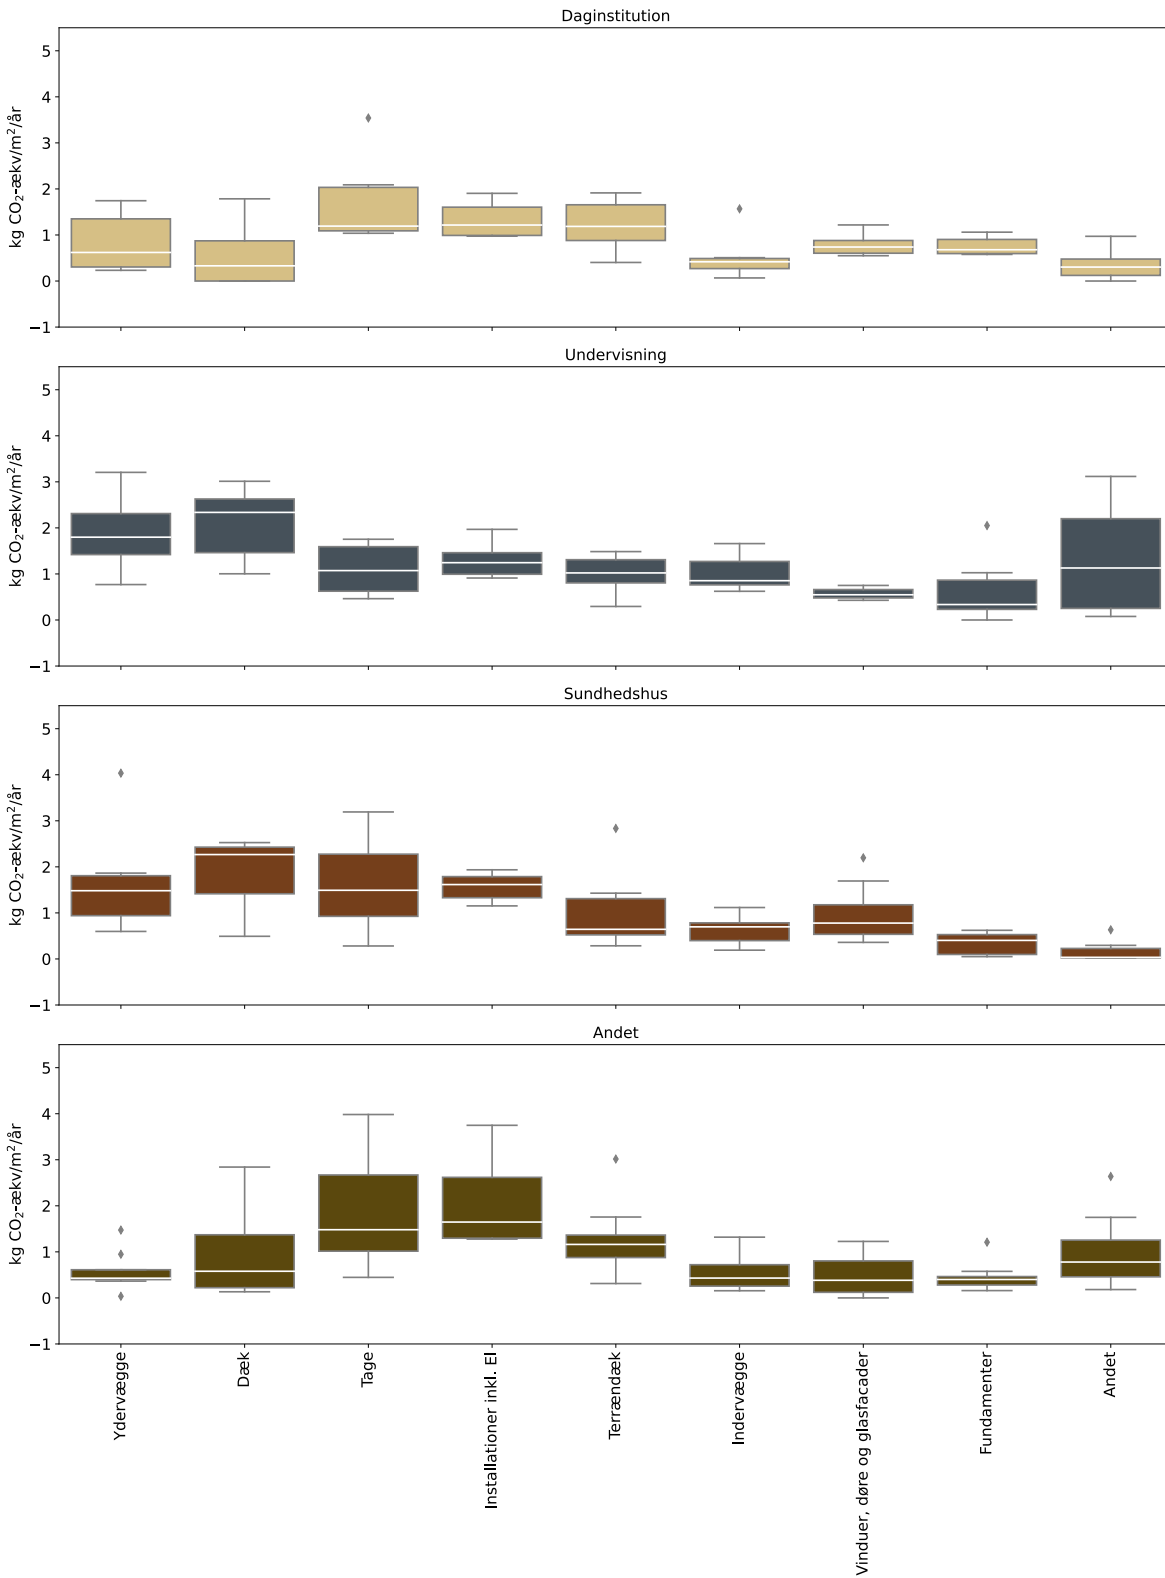 Daginstitution
kg CO₂-ækv/m²/år
5
4
3
2
1
0
−1
Undervisning
kg CO₂-ækv/m²/år
5
4
3
2
1
0
−1
Sundhedshus
kg CO₂-ækv/m²/år
5
4
3
2
1
0
−1
Andet
kg CO₂-ækv/m²/år
5
4
3
2
1
0
−1
Ydervægge
Dæk
Tage
Installationer inkl. El
Terrændæk
Indervægge
Vinduer, døre og glasfacader
Fundamenter
Andet